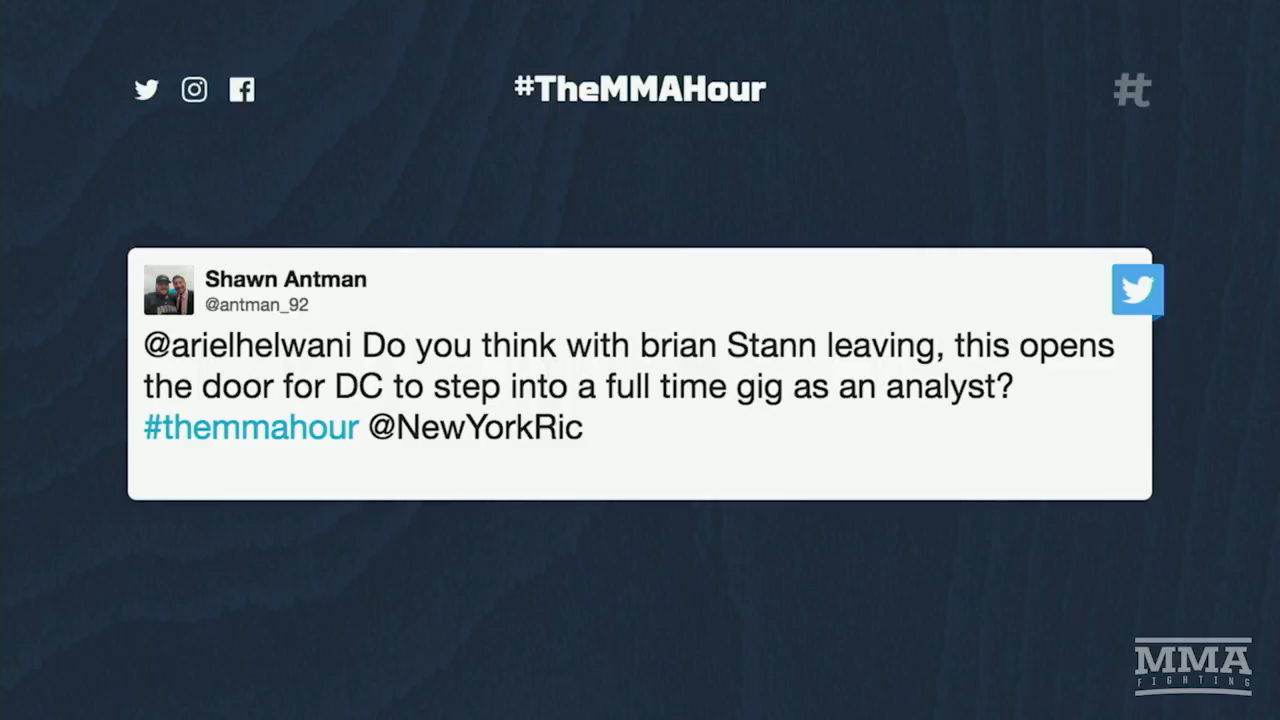 #TheMMAHour
Shawn Antman
@antman_92
@arielhelwani Do you think with brian Stann leaving, this opens
the door for DC to step into a full time gig as an analyst?
#themmahour @NewYorkRic
MMA
FIGHTING